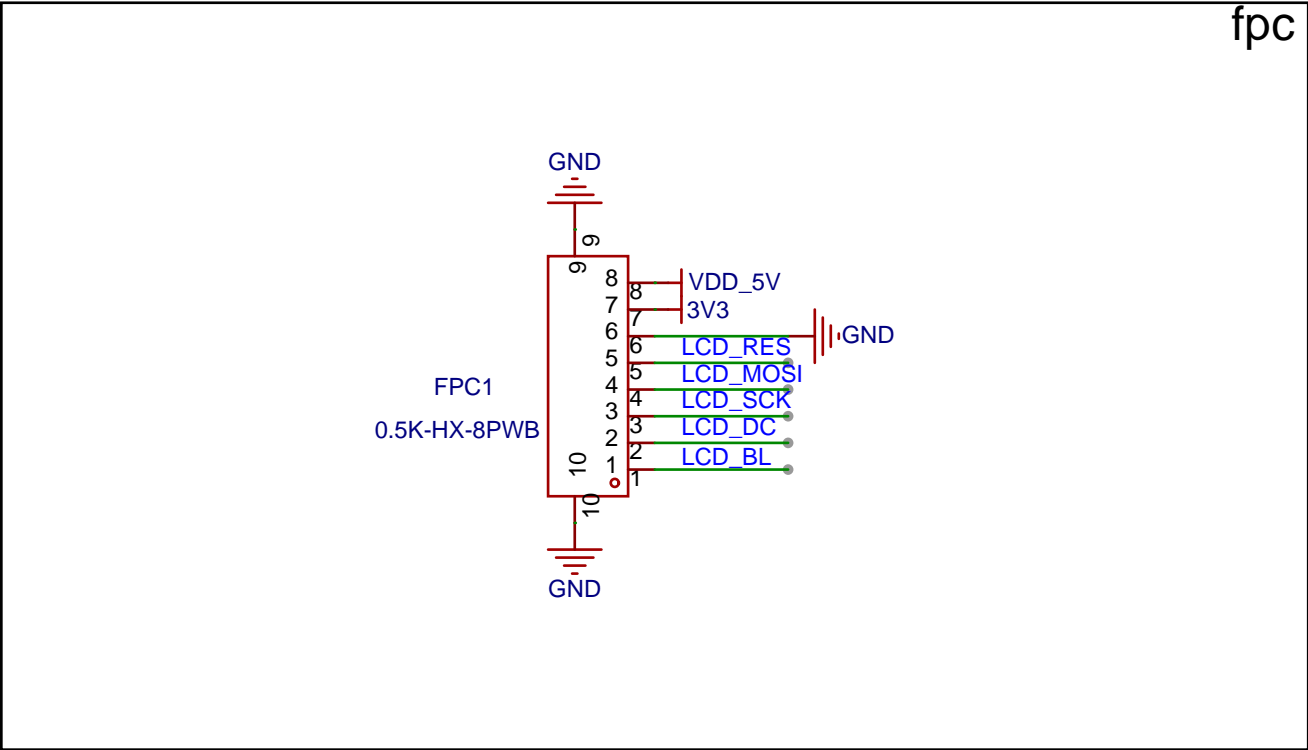 fpc
GND
9
9
8
8
VDD_5V
7
7
3V3
6
6
GND
5
5
LCD_RES
4
4
LCD_MOSI
3
3
LCD_SCK
2
2
LCD_DC
1
1
LCD_BL
FPC1
0.5K-HX-8PWB
10
10
GND